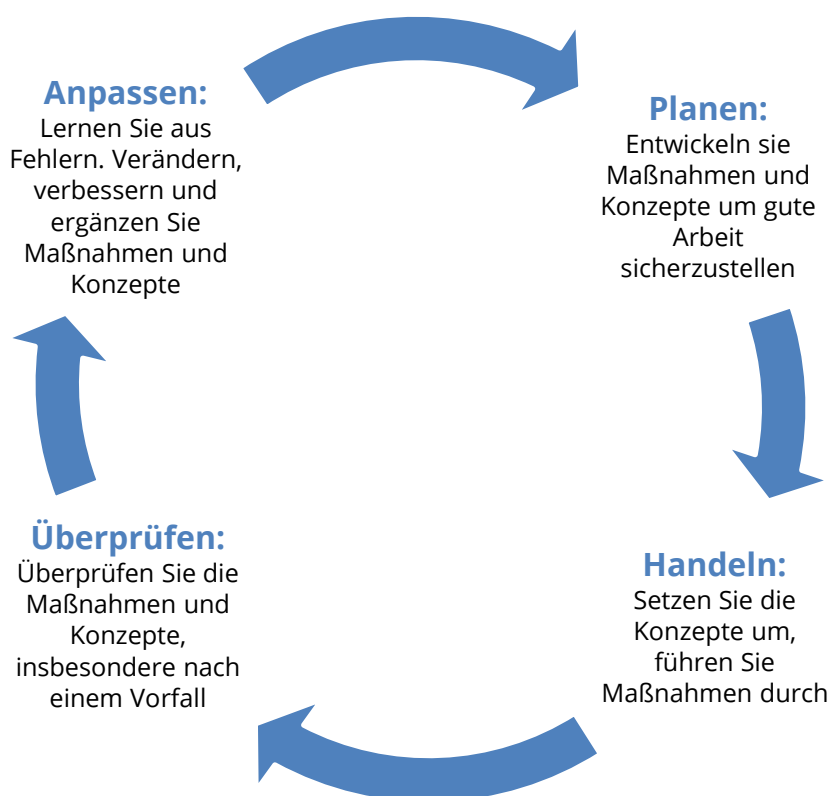 Anpassen:
Lernen Sie aus
Fehlern. Verändern,
verbessern und
ergänzen Sie
Maßnahmen und
Konzepte
Planen:
Entwickeln sie
Maßnahmen und
Konzepte um gute
Arbeit
sicherzustellen
Handeln:
Setzen Sie die
Konzepte um,
führen Sie
Maßnahmen durch
Überprüfen:
Überprüfen Sie die
Maßnahmen und
Konzepte,
insbesondere nach
einem Vorfall